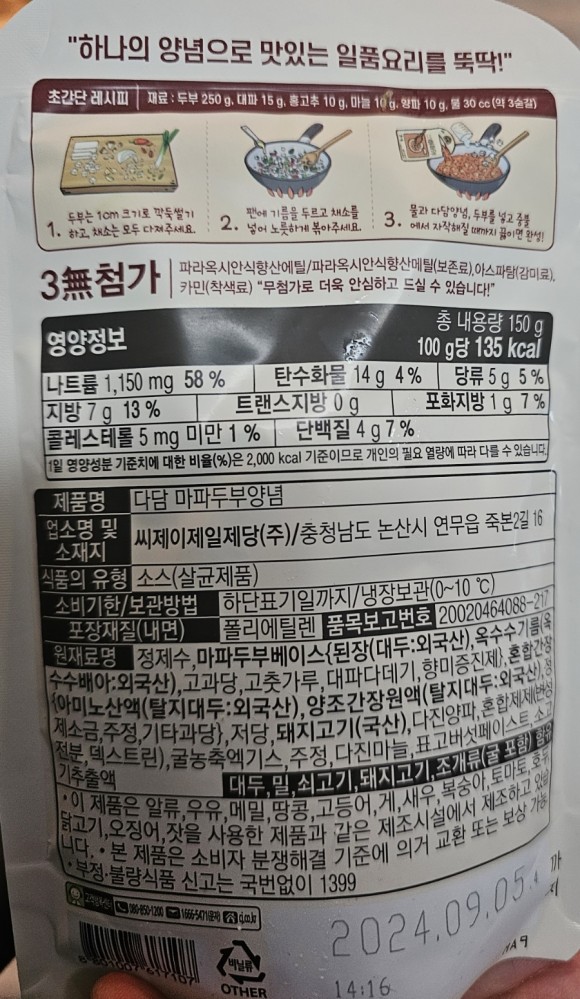 "하나의 양념으로 맛있는 일품요리를 뚝딱!"
초간단 레시피 | 재료 : 두부 250 g, 대파 15 g, 홍고추 10 g, 마늘 10 g, 양파 10 g, 물 30 cc (약 3숟갈)
1. 두부는 1cm 크기로 깍둑썰기
하고, 채소는 모두 다져주세요.
2. 팬에 기름을 두르고 채소를
넣어 노릇하게 볶아주세요.
3. 물과 다담양념, 두부를 넣고 중불
에서 자작해질 때까지 끓이면 완성!
3無첨가
파라옥시안식향산에틸/파라옥시안식향산메틸(보존료), 아스파탐(감미료),
카민(착색료) "무첨가로 더욱 안심하고 드실 수 있습니다!"
영양정보
총 내용량 150 g
100 g당 135 kcal
나트륨 1,150 mg 58 % 탄수화물 14 g 4 % 당류 5 g 5 %
지방 7 g 13 % 트랜스지방 0 g 포화지방 1 g 7 %
콜레스테롤 5 mg 미만 1 % 단백질 4 g 7 %
1일 영양성분 기준치에 대한 비율(%)은 2,000 kcal 기준이므로 개인의 필요 열량에 따라 다를 수 있습니다.
제품명 다담 마파두부양념
업소명 및
소재지
씨제이제일제당(주)/충청남도 논산시 연무읍 죽본2길 16
식품의 유형 소스(살균제품)
소비기한/보관방법 하단표기일까지/냉장보관(0~10 ℃)
포장재질(내면) 폴리에틸렌 품목보고번호 20020464088-217
원재료명 정제수, 마파두부베이스{된장(대두:외국산), 옥수수기름(옥
수수배아:외국산), 고과당, 고춧가루, 대파다데기, 향미증진제}, 혼합간장
{아미노산액(탈지대두:외국산), 양조간장원액(탈지대두:외국산), 정
제소금, 주정, 기타과당}, 저당, 돼지고기(국산), 다진양파, 혼합제제(변성
전분, 덱스트린), 굴농축엑기스, 주정, 다진마늘, 표고버섯페이스트, 소고
기추출액
대두, 밀, 쇠고기, 돼지고기, 조개류(굴 포함) 함유
• 이 제품은 알류, 우유, 메밀, 땅콩, 고등어, 게, 새우, 복숭아, 토마토, 호두,
닭고기, 오징어, 잣을 사용한 제품과 같은 제조시설에서 제조하고 있습
니다. • 본 제품은 소비자 분쟁해결 기준에 의거 교환 또는 보상 가능
• 부정·불량식품 신고는 국번없이 1399
080-850-1200 1666-5471(문자) cj.co.kr
2024.09.05.
까
14:16
비닐류
OTHER
8 801007 617107